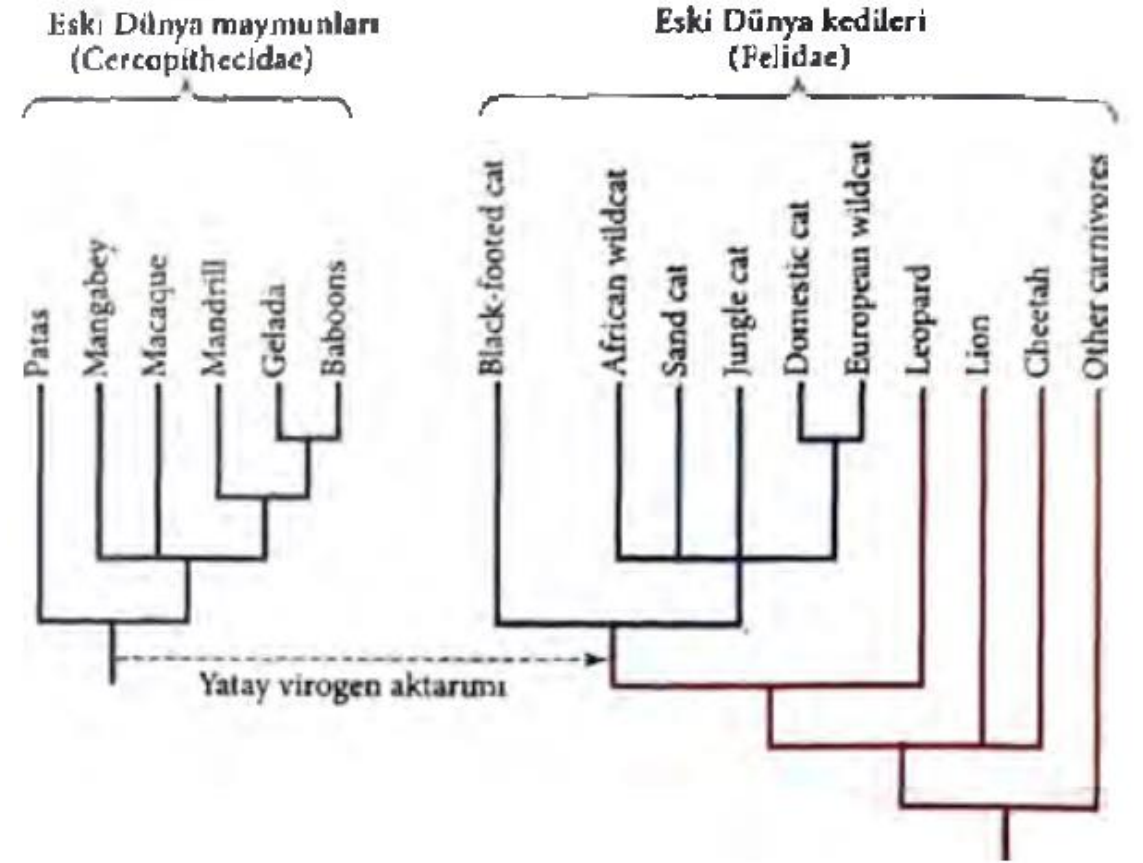 Eski Dünya maymunları
(Cercopithecidae)
Eski Dünya kedileri
(Felidae)
Patas
Mangabey
Macaque
Mandrill
Gelada
Baboons
Black-footed cat
African wildcat
Sand cat
Jungle cat
Domestic cat
European wildcat
Leopard
Lion
Cheetah
Other carnivores
Yatay virogen aktarımı